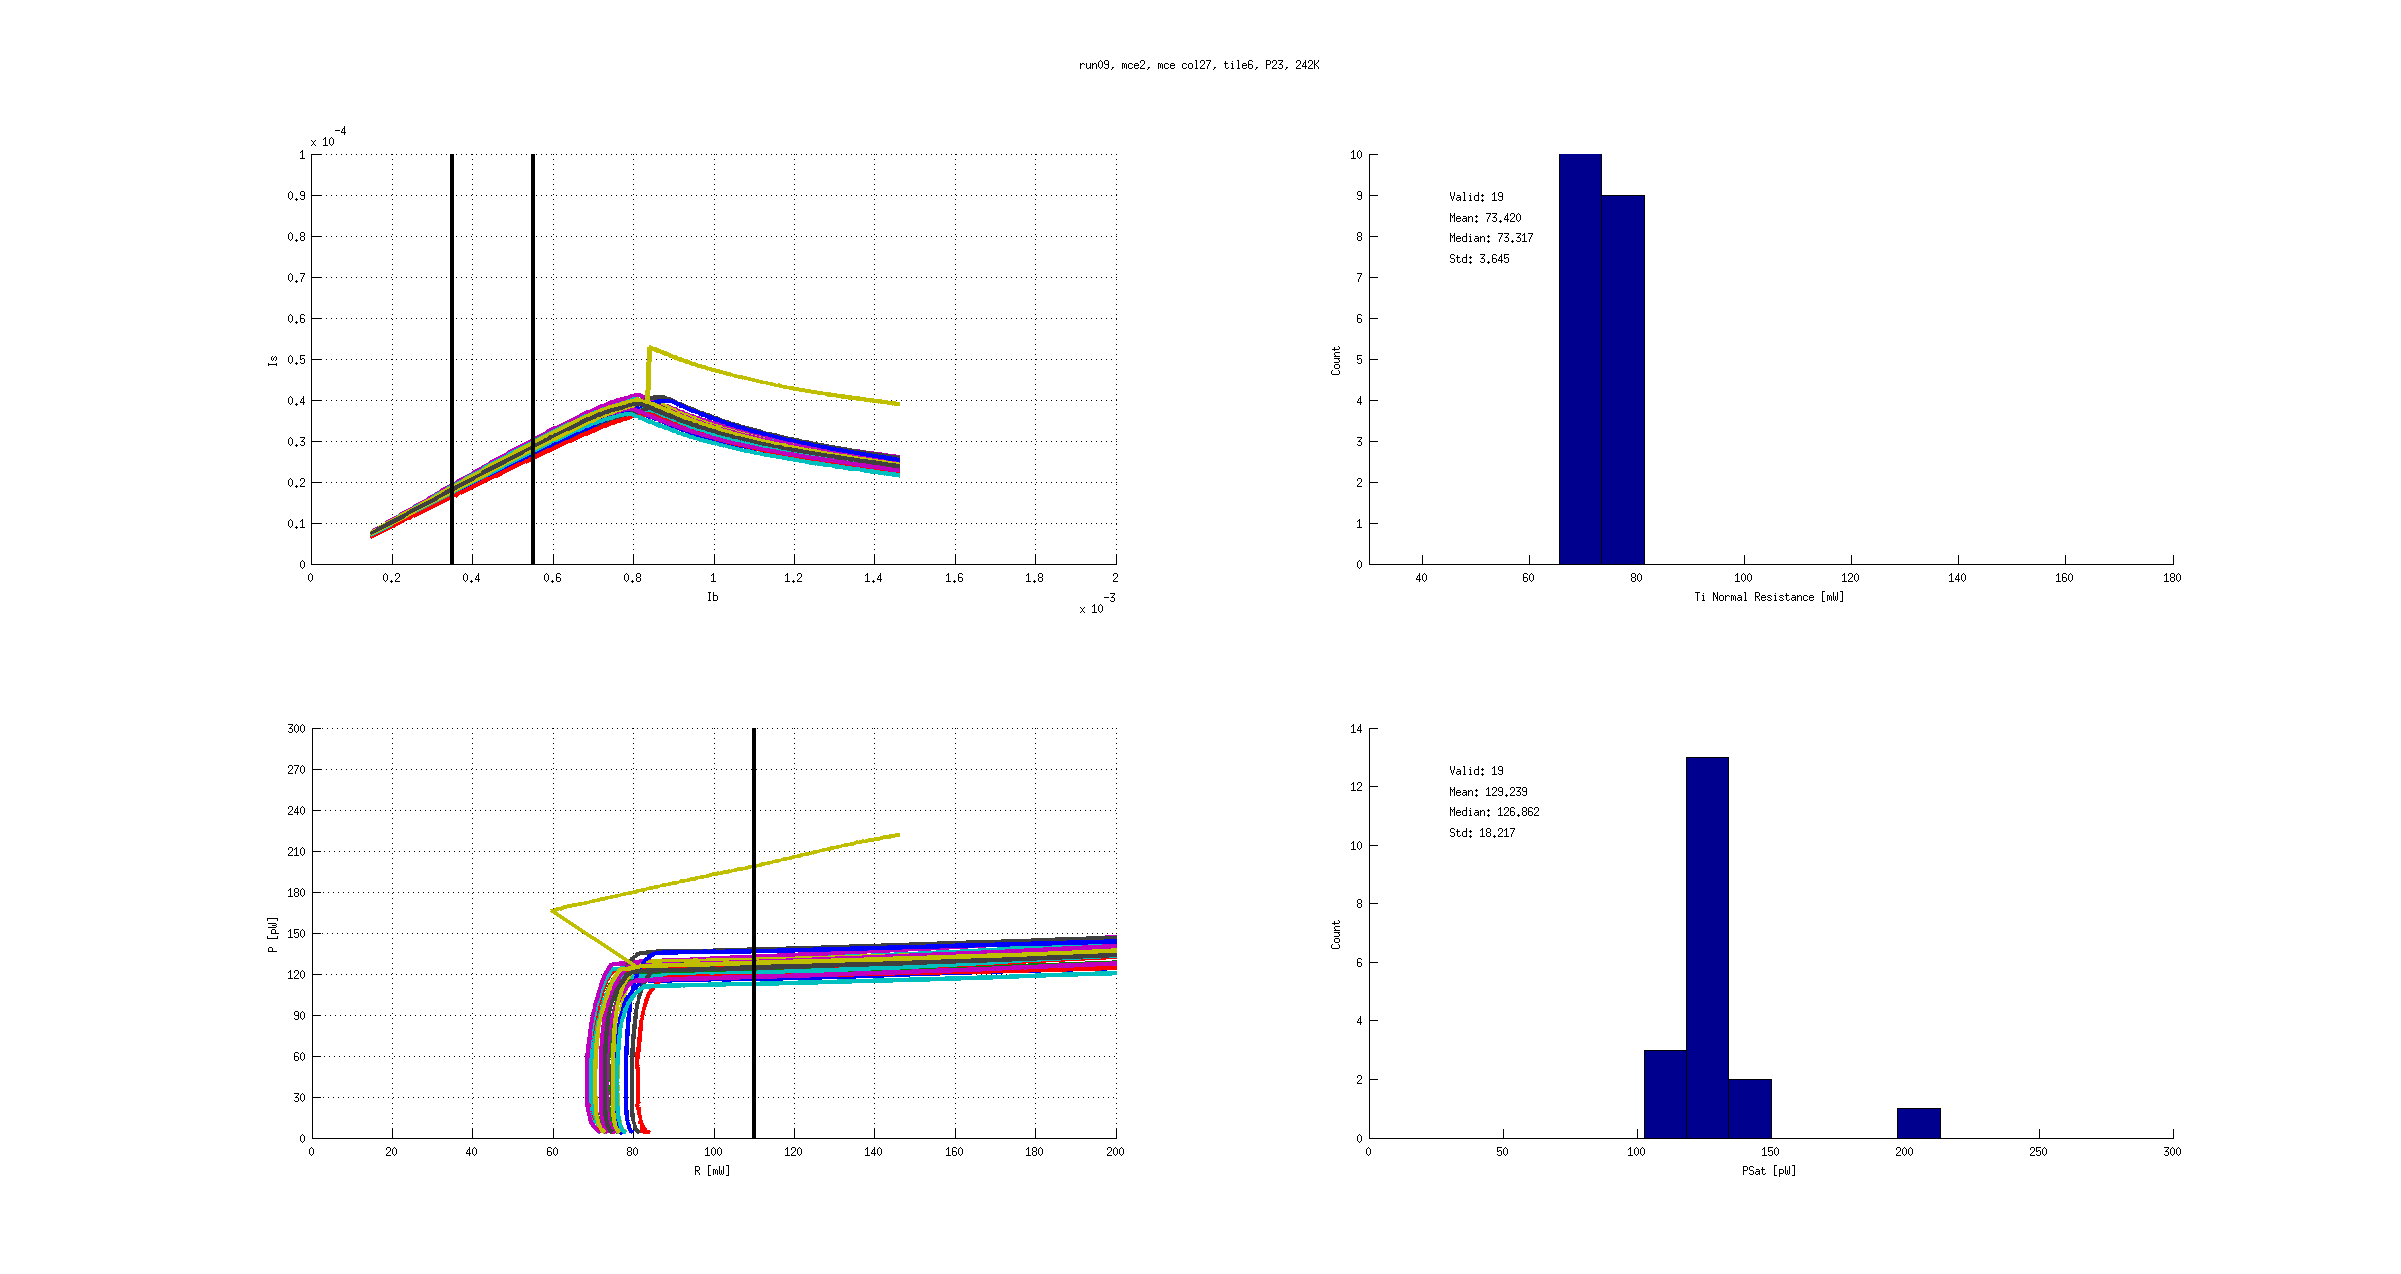 run09, mce2, mce col27, tile6, P23, 242K
x 10^-4
1
0.9
0.8
0.7
0.6
0.5
0.4
0.3
0.2
0.1
0
Is
0 0.2 0.4 0.6 0.8 1 1.2 1.4 1.6 1.8 2
Ib
x 10^-3
10
9
8
7
6
5
4
3
2
1
0
Count
Valid: 19
Mean: 73.420
Median: 73.317
Std: 3.645
40 60 80 100 120 140 160 180
Ti Normal Resistance [mW]
300
270
240
210
180
150
120
90
60
30
0
P [pW]
0 20 40 60 80 100 120 140 160 180 200
R [mW]
14
12
10
8
6
4
2
0
Count
Valid: 19
Mean: 129.239
Median: 126.862
Std: 18.217
0 50 100 150 200 250 300
PSat [pW]